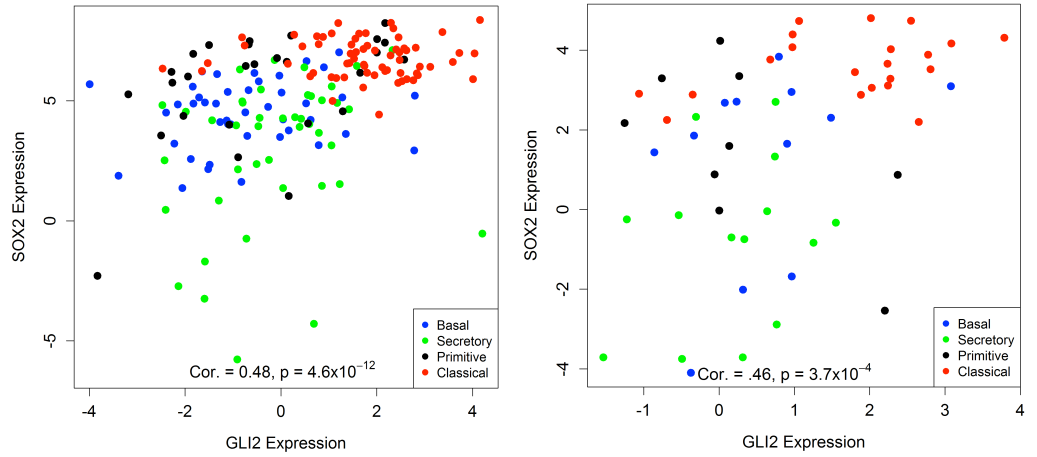 SOX2 Expression
5
0
-5
Basal
Secretory
Primitive
Classical
Cor. = 0.48, p = 4.6x10⁻¹²
-4 -2 0 2 4
GLI2 Expression
SOX2 Expression
4
2
0
-2
-4
Basal
Secretory
Primitive
Classical
Cor. = .46, p = 3.7x10⁻⁴
-1 0 1 2 3 4
GLI2 Expression